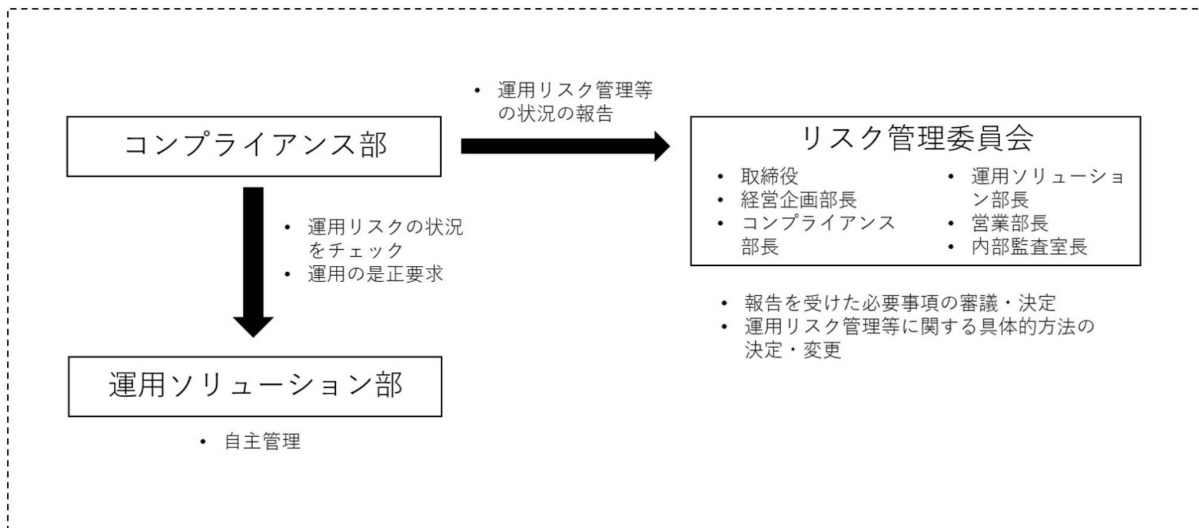 • 運用リスク管理等
の状況の報告
コンプライアンス部
リスク管理委員会
• 取締役
• 経営企画部長
• コンプライアンス
部長
• 運用ソリューショ
ン部長
• 営業部長
• 内部監査室長
• 運用リスクの状況
をチェック
• 運用の是正要求
• 報告を受けた必要事項の審議・決定
• 運用リスク管理等に関する具体的方法の
決定・変更
運用ソリューション部
• 自主管理